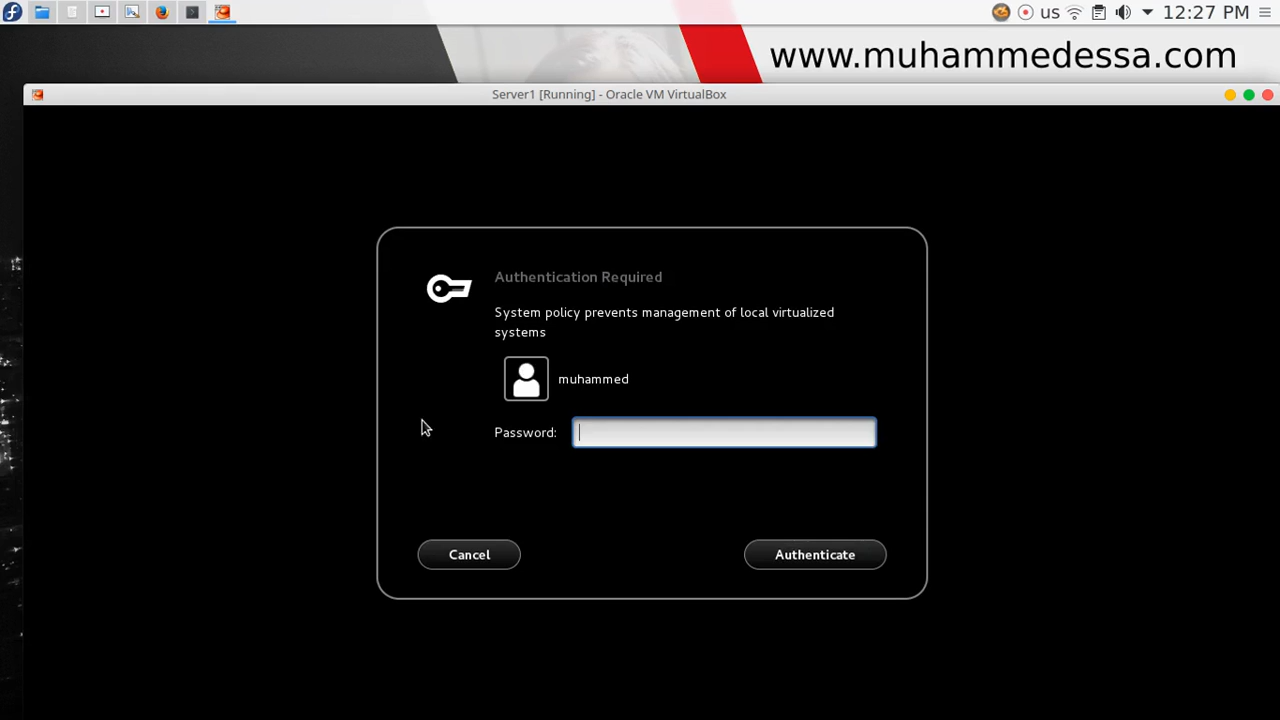 us 12:27 PM
www.muhammedessa.com
Server1 [Running] - Oracle VM VirtualBox
Authentication Required
System policy prevents management of local virtualized
systems
muhammed
Password:
Cancel Authenticate